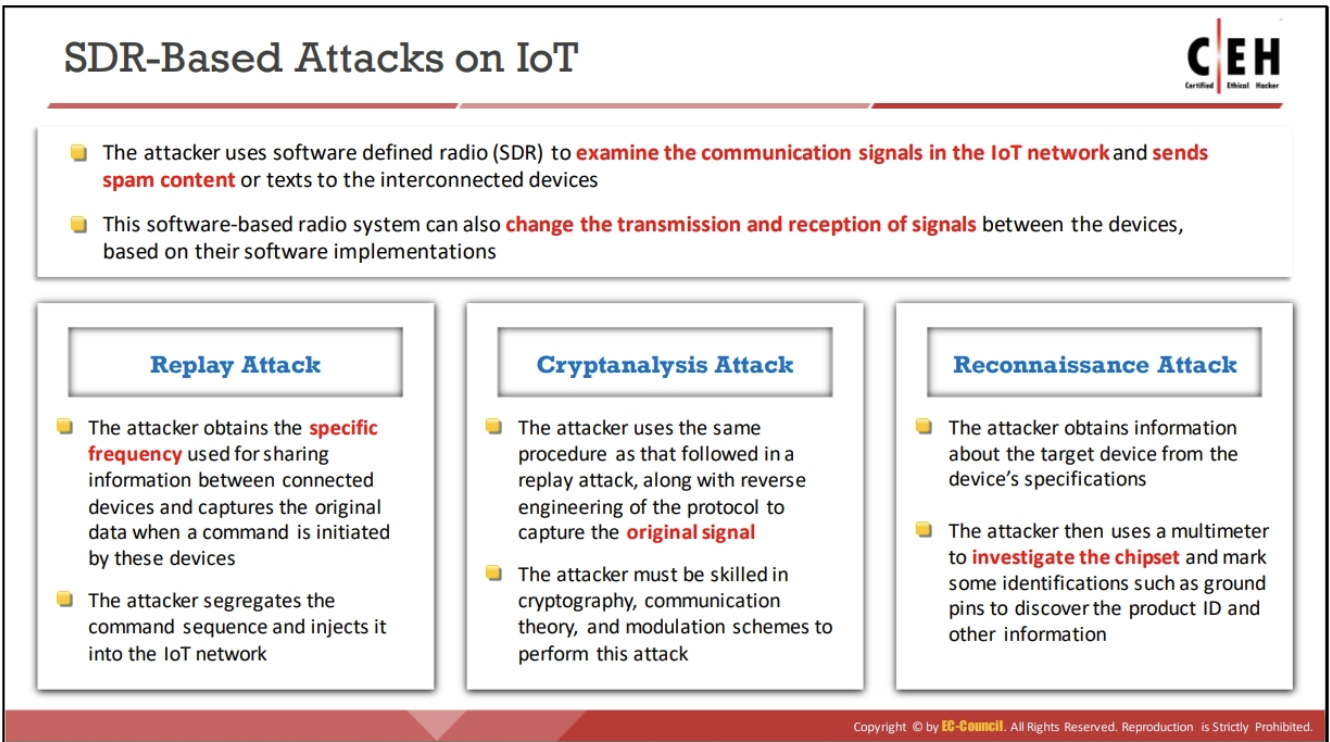 SDR-Based Attacks on IoT
C|EH
Certified Ethical Hacker
The attacker uses software defined radio (SDR) to examine the communication signals in the IoT network and sends
spam content or texts to the interconnected devices
This software-based radio system can also change the transmission and reception of signals between the devices,
based on their software implementations
Replay Attack
The attacker obtains the specific
frequency used for sharing
information between connected
devices and captures the original
data when a command is initiated
by these devices
The attacker segregates the
command sequence and injects it
into the IoT network
Cryptanalysis Attack
The attacker uses the same
procedure as that followed in a
replay attack, along with reverse
engineering of the protocol to
capture the original signal
The attacker must be skilled in
cryptography, communication
theory, and modulation schemes to
perform this attack
Reconnaissance Attack
The attacker obtains information
about the target device from the
device's specifications
The attacker then uses a multimeter
to investigate the chipset and mark
some identifications such as ground
pins to discover the product ID and
other information
Copyright © by EC-Council. All Rights Reserved. Reproduction is Strictly Prohibited.